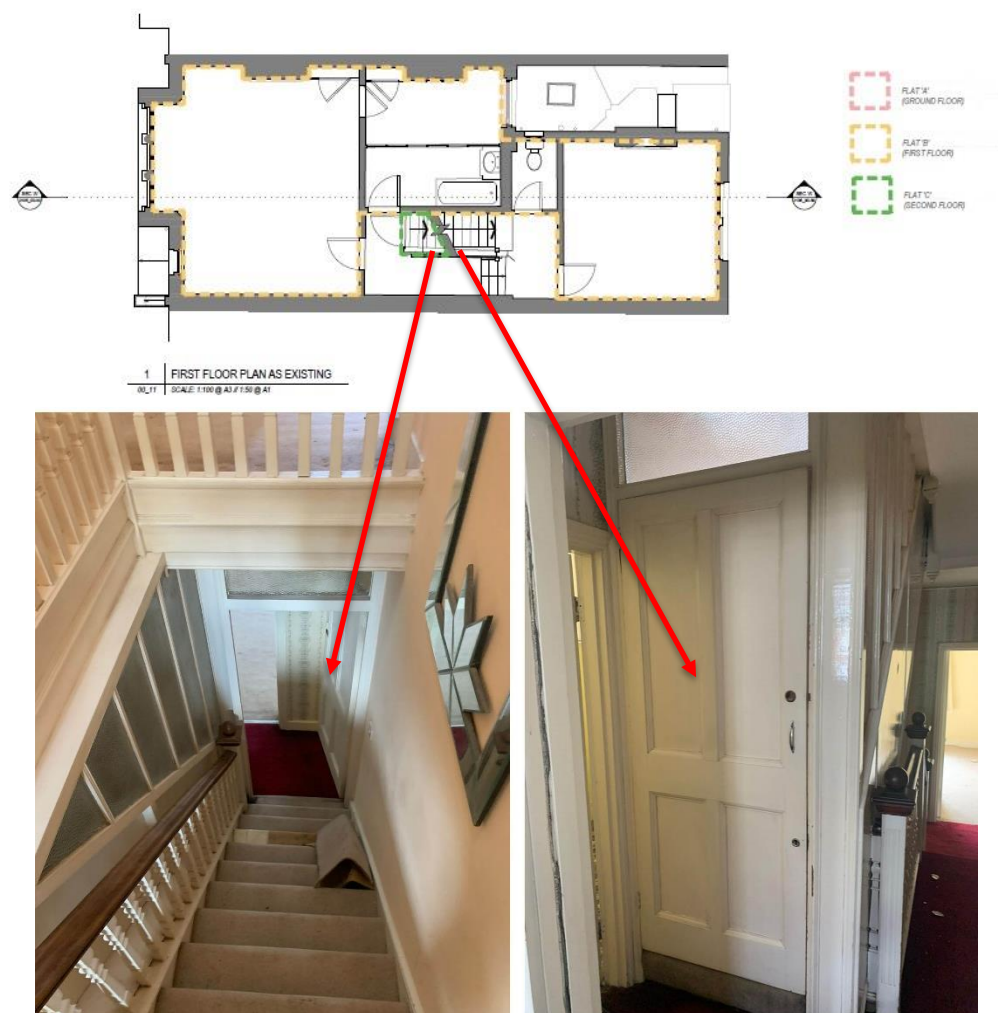 FLAT 'A'
(GROUND FLOOR)
FLAT 'B'
(FIRST FLOOR)
FLAT 'C'
(SECOND FLOOR)
1 FIRST FLOOR PLAN AS EXISTING
00_11 SCALE: 1:100 @ A3 // 1:50 @ A1